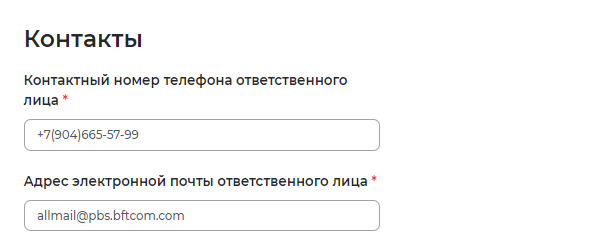 Контакты
Контактный номер телефона ответственного
лица *
+7(904)665-57-99
Адрес электронной почты ответственного лица *
allmail@pbs.bftcom.com